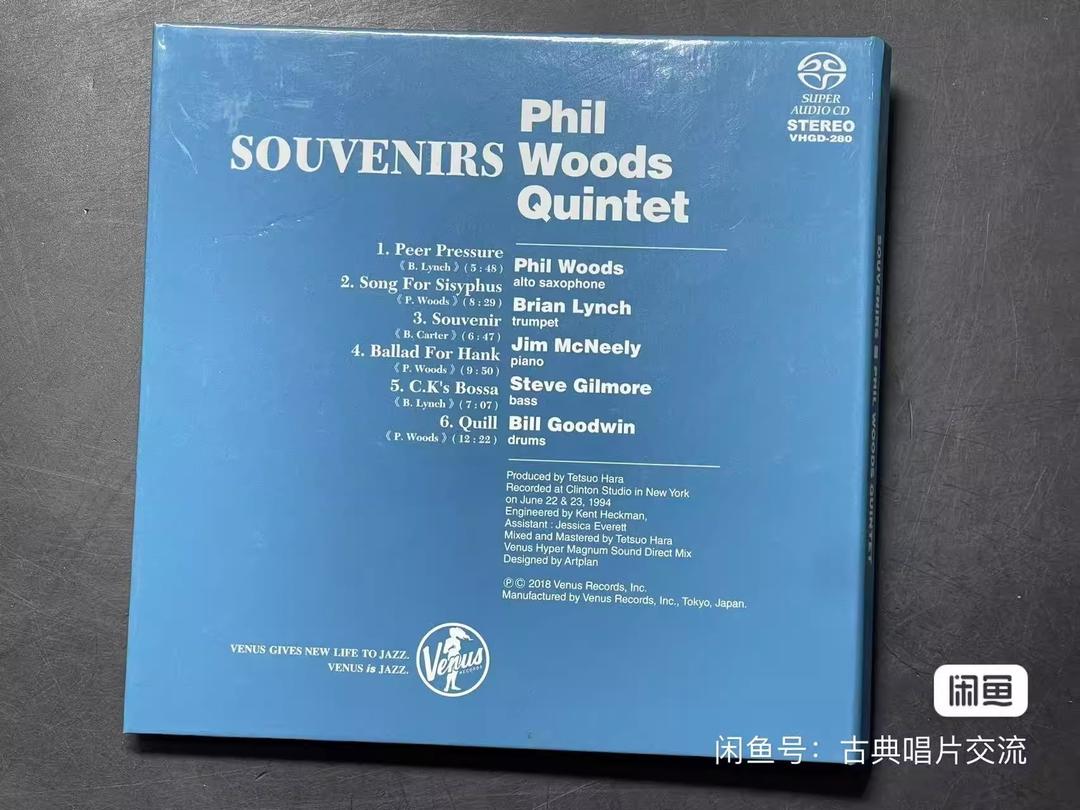 SUPER
AUDIO CD
STEREO
VHGD-280
SOUVENIRS
Phil
Woods
Quintet
1. Peer Pressure
《 B. Lynch 》( 5 : 48 )
2. Song For Sisyphus
《 P. Woods 》( 8 : 29 )
3. Souvenir
《 B. Carter 》( 6 : 47 )
4. Ballad For Hank
《 P. Woods 》( 9 : 50 )
5. C.K's Bossa
《 B. Lynch 》( 7 : 07 )
6. Quill
《 P. Woods 》( 12 : 22 )
Phil Woods
alto saxophone
Brian Lynch
trumpet
Jim McNeely
piano
Steve Gilmore
bass
Bill Goodwin
drums
Produced by Tetsuo Hara
Recorded at Clinton Studio in New York
on June 22 & 23, 1994
Engineered by Kent Heckman,
Assistant : Jessica Everett
Mixed and Mastered by Tetsuo Hara
Venus Hyper Magnum Sound Direct Mix
Designed by Artplan
Ⓟ© 2018 Venus Records, Inc.
Manufactured by Venus Records, Inc., Tokyo, Japan.
VENUS GIVES NEW LIFE TO JAZZ.
VENUS is JAZZ.
Venus
RECORDS
SOUVENIRS ■ PHIL WOODS QUINTET
闲鱼
闲鱼号：古典唱片交流